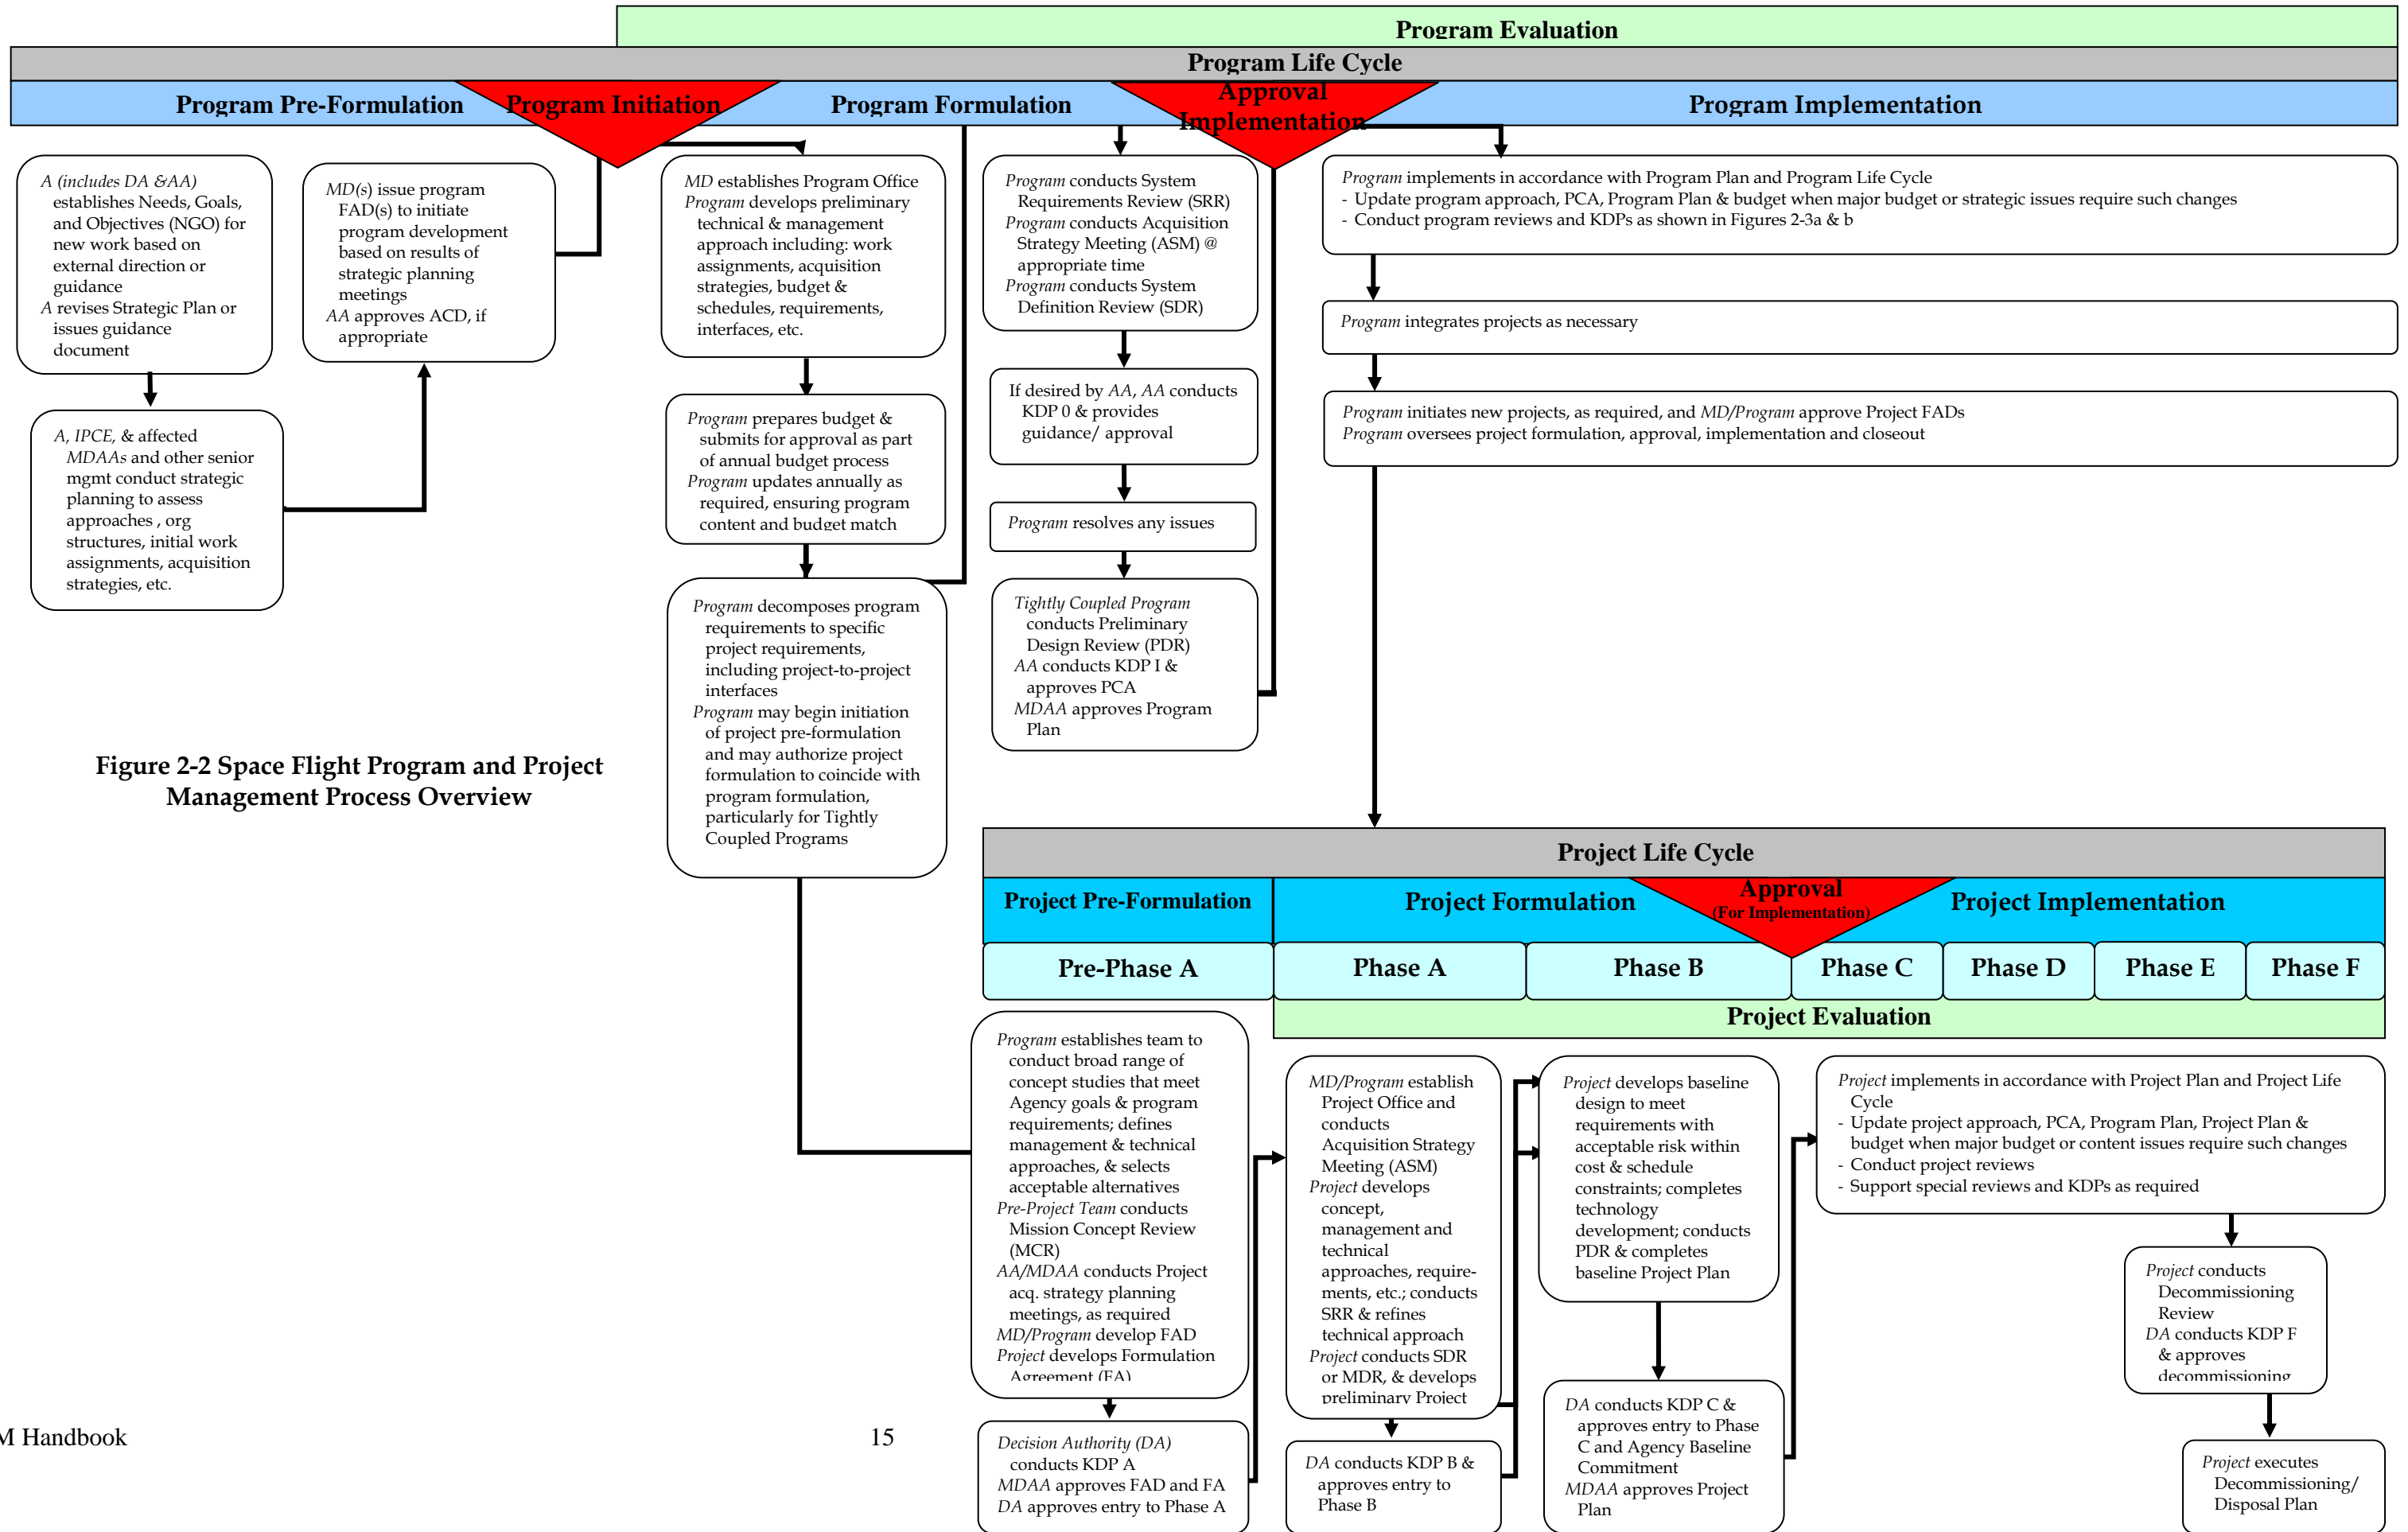 Program Evaluation
Program Life Cycle
Program Pre-Formulation
Program Initiation
Program Formulation
Approval
Implementation
Program Implementation
A (includes DA &AA)
establishes Needs, Goals,
and Objectives (NGO) for
new work based on
external direction or
guidance
A revises Strategic Plan or
issues guidance
document
A, IPCE, & affected
MDAAs and other senior
mgmt conduct strategic
planning to assess
approaches , org
structures, initial work
assignments, acquisition
strategies, etc.
MD(s) issue program
FAD(s) to initiate
program development
based on results of
strategic planning
meetings
AA approves ACD, if
appropriate
MD establishes Program Office
Program develops preliminary
technical & management
approach including: work
assignments, acquisition
strategies, budget &
schedules, requirements,
interfaces, etc.
Program prepares budget &
submits for approval as part
of annual budget process
Program updates annually as
required, ensuring program
content and budget match
Program decomposes program
requirements to specific
project requirements,
including project-to-project
interfaces
Program may begin initiation
of project pre-formulation
and may authorize project
formulation to coincide with
program formulation,
particularly for Tightly
Coupled Programs
Program conducts System
Requirements Review (SRR)
Program conducts Acquisition
Strategy Meeting (ASM) @
appropriate time
Program conducts System
Definition Review (SDR)
If desired by AA, AA conducts
KDP 0 & provides
guidance/ approval
Program resolves any issues
Tightly Coupled Program
conducts Preliminary
Design Review (PDR)
AA conducts KDP I &
approves PCA
MDAA approves Program
Plan
Program implements in accordance with Program Plan and Program Life Cycle
- Update program approach, PCA, Program Plan & budget when major budget or strategic issues require such changes
- Conduct program reviews and KDPs as shown in Figures 2-3a & b
Program integrates projects as necessary
Program initiates new projects, as required, and MD/Program approve Project FADs
Program oversees project formulation, approval, implementation and closeout
Figure 2-2 Space Flight Program and Project
Management Process Overview
Project Life Cycle
Project Pre-Formulation
Project Formulation
Approval
(For Implementation)
Project Implementation
Pre-Phase A
Phase A
Phase B
Phase C
Phase D
Phase E
Phase F
Project Evaluation
Program establishes team to
conduct broad range of
concept studies that meet
Agency goals & program
requirements; defines
management & technical
approaches, & selects
acceptable alternatives
Pre-Project Team conducts
Mission Concept Review
(MCR)
AA/MDAA conducts Project
acq. strategy planning
meetings, as required
MD/Program develop FAD
Project develops Formulation
Agreement (FA)
Decision Authority (DA)
conducts KDP A
MDAA approves FAD and FA
DA approves entry to Phase A
MD/Program establish
Project Office and
conducts
Acquisition Strategy
Meeting (ASM)
Project develops
concept,
management and
technical
approaches, require-
ments, etc.; conducts
SRR & refines
technical approach
Project conducts SDR
or MDR, & develops
preliminary Project
DA conducts KDP B &
approves entry to
Phase B
Project develops baseline
design to meet
requirements with
acceptable risk within
cost & schedule
constraints; completes
technology
development; conducts
PDR & completes
baseline Project Plan
DA conducts KDP C &
approves entry to Phase
C and Agency Baseline
Commitment
MDAA approves Project
Plan
Project implements in accordance with Project Plan and Project Life
Cycle
- Update project approach, PCA, Program Plan, Project Plan &
budget when major budget or content issues require such changes
- Conduct project reviews
- Support special reviews and KDPs as required
Project conducts
Decommissioning
Review
DA conducts KDP F
& approves
decommissioning
Project executes
Decommissioning/
Disposal Plan
M Handbook
15